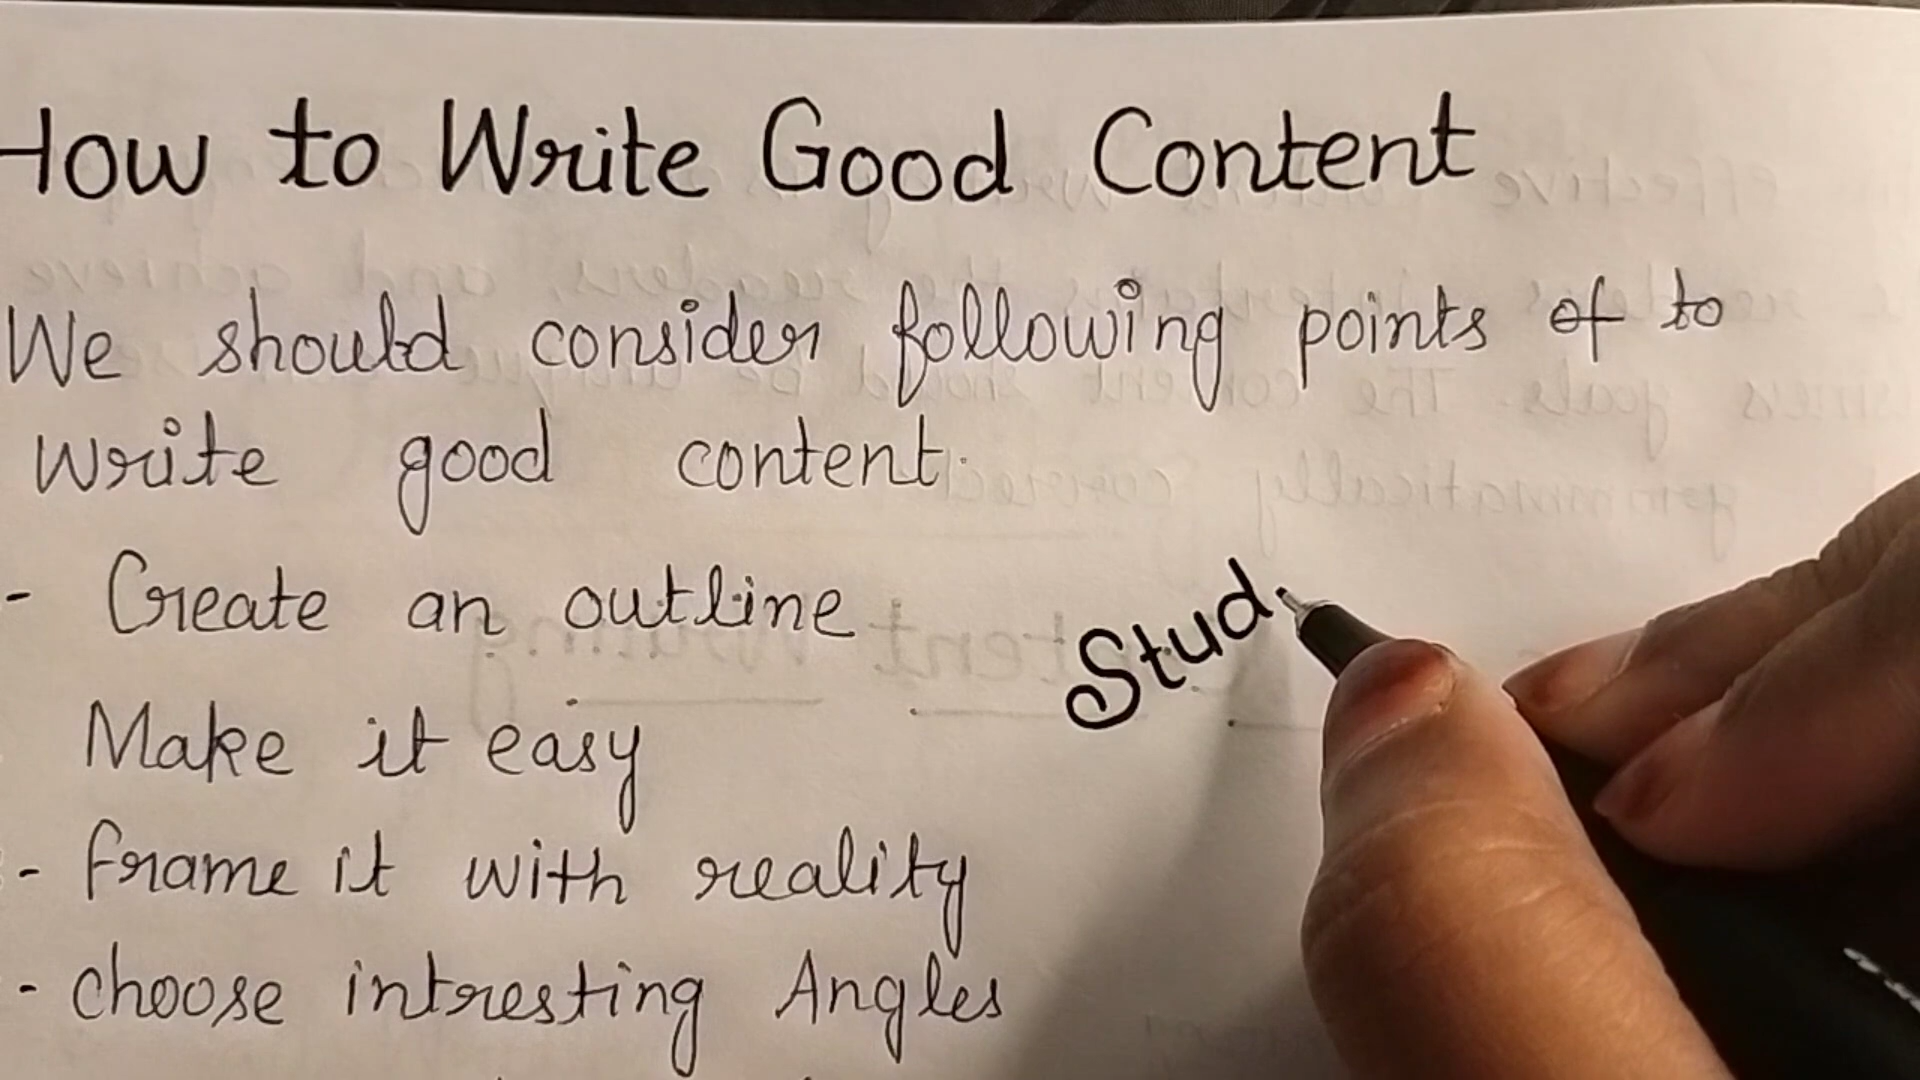 How to Write Good Content
We should consider following points of to
write good content.
- Create an outline
Make it easy
- frame it with reality
- choose intresting Angles
Stud